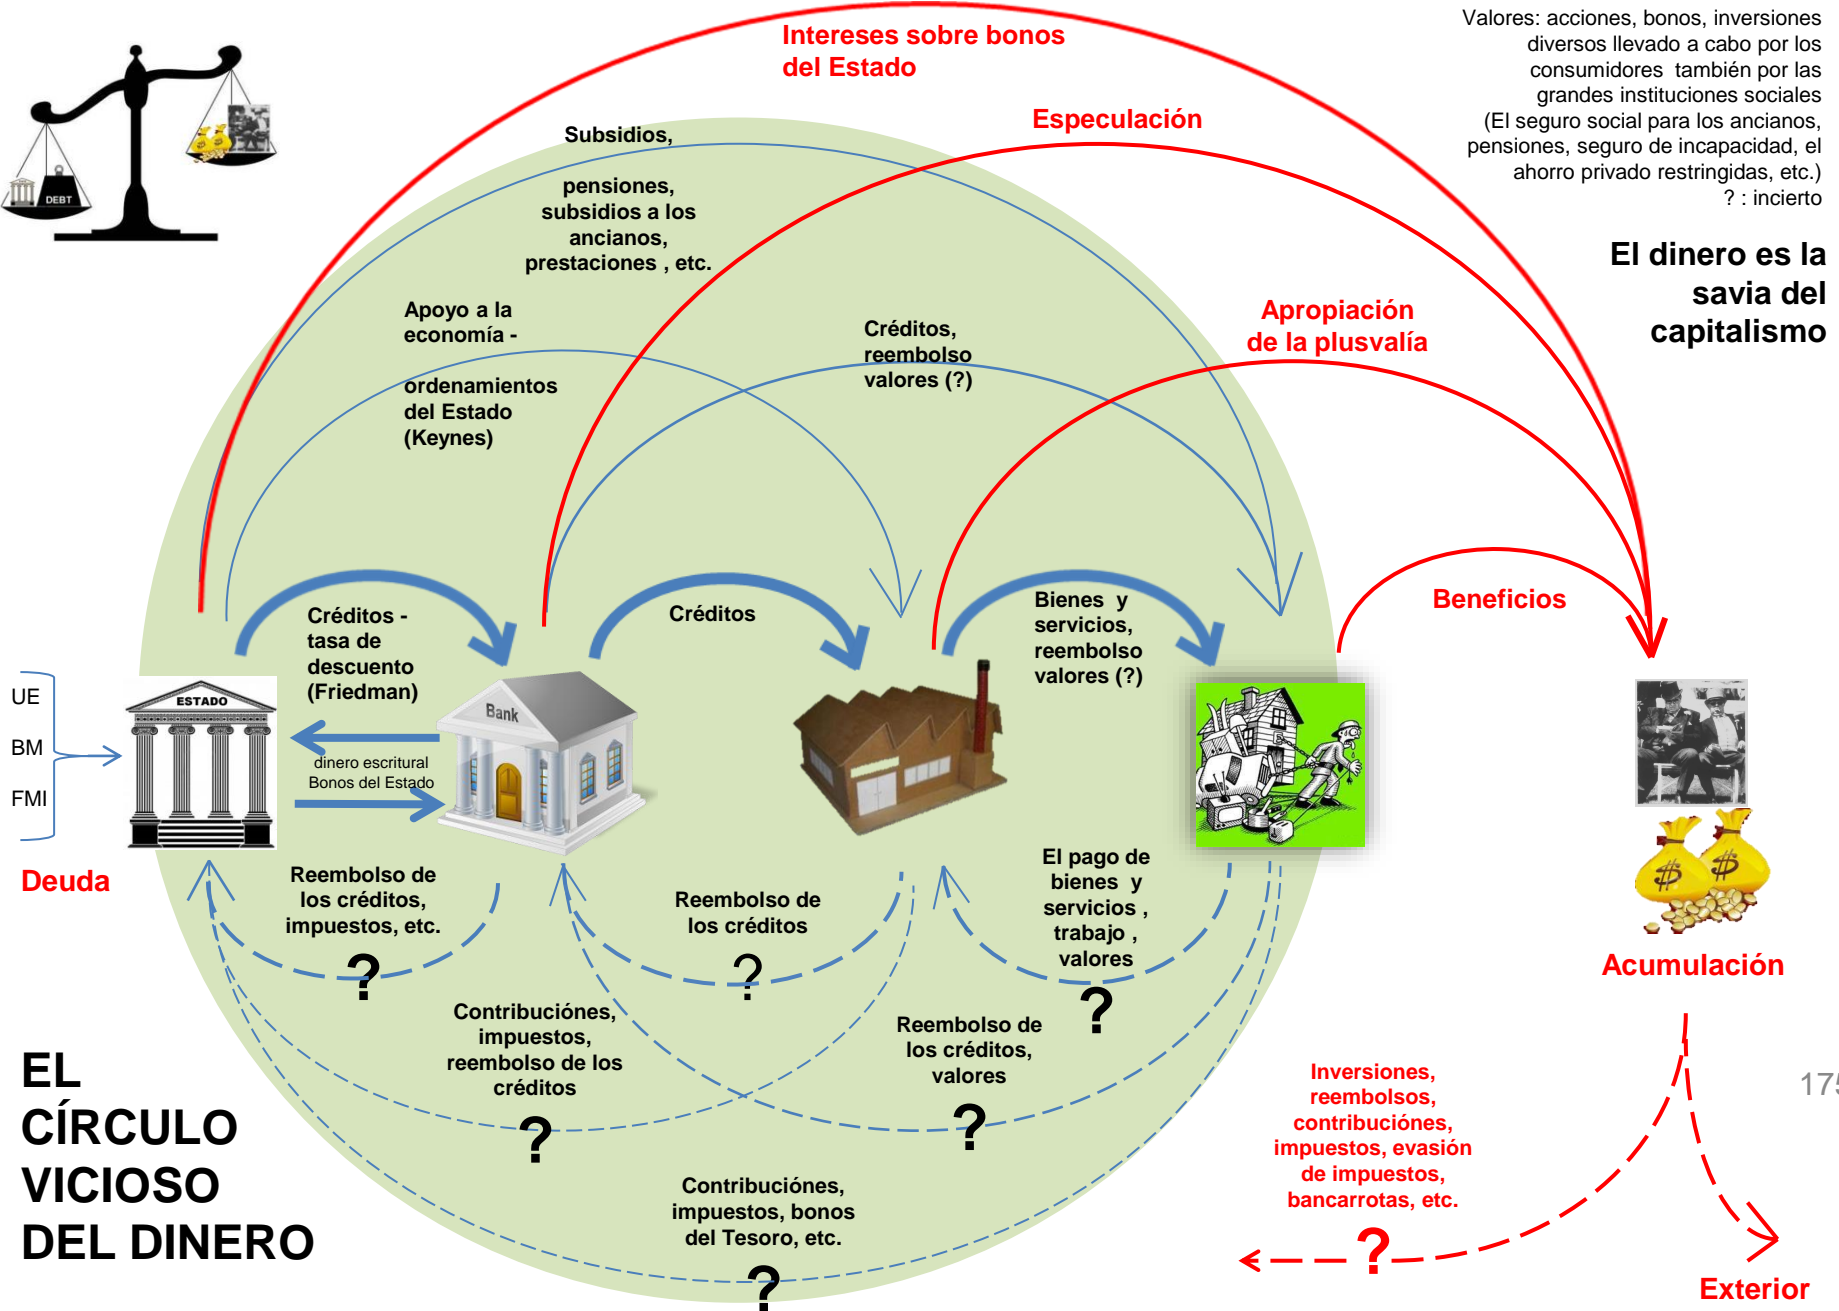 Intereses sobre bonos
del Estado
Valores: acciones, bonos, inversiones
diversos llevado a cabo por los
consumidores también por las
grandes instituciones sociales
(El seguro social para los ancianos,
pensiones, seguro de incapacidad, el
ahorro privado restringidas, etc.)
? : incierto
El dinero es la
savia del
capitalismo
DEBT
Subsidios,
pensiones,
subsidios a los
ancianos,
prestaciones , etc.
Especulación
Apoyo a la
economía -
ordenamientos
del Estado
(Keynes)
Créditos,
reembolso
valores (?)
Apropiación
de la plusvalía
Créditos -
tasa de
descuento
(Friedman)
Créditos
Bienes y
servicios,
reembolso
valores (?)
Beneficios
UE
BM
FMI
Deuda
ESTADO
dinero escritural
Bonos del Estado
Bank
$
$
Reembolso de
los créditos,
impuestos, etc.
?
Reembolso de
los créditos
?
El pago de
bienes y
servicios ,
trabajo ,
valores
?
Acumulación
Contribuciónes,
impuestos,
reembolso de los
créditos
?
Reembolso de
los créditos,
valores
?
Contribuciónes,
impuestos, bonos
del Tesoro, etc.
?
Inversiones,
reembolsos,
contribuciónes,
impuestos, evasión
de impuestos,
bancarrotas, etc.
?
175
Exterior
EL
CÍRCULO
VICIOSO
DEL DINERO